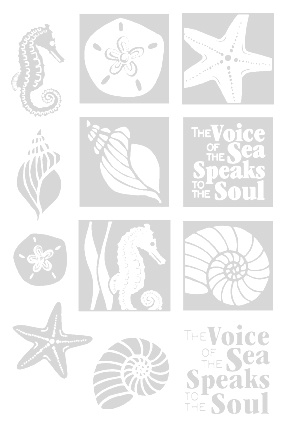 The Voice
of the Sea
Speaks
to the Soul
The Voice
of the Sea
Speaks
to the Soul